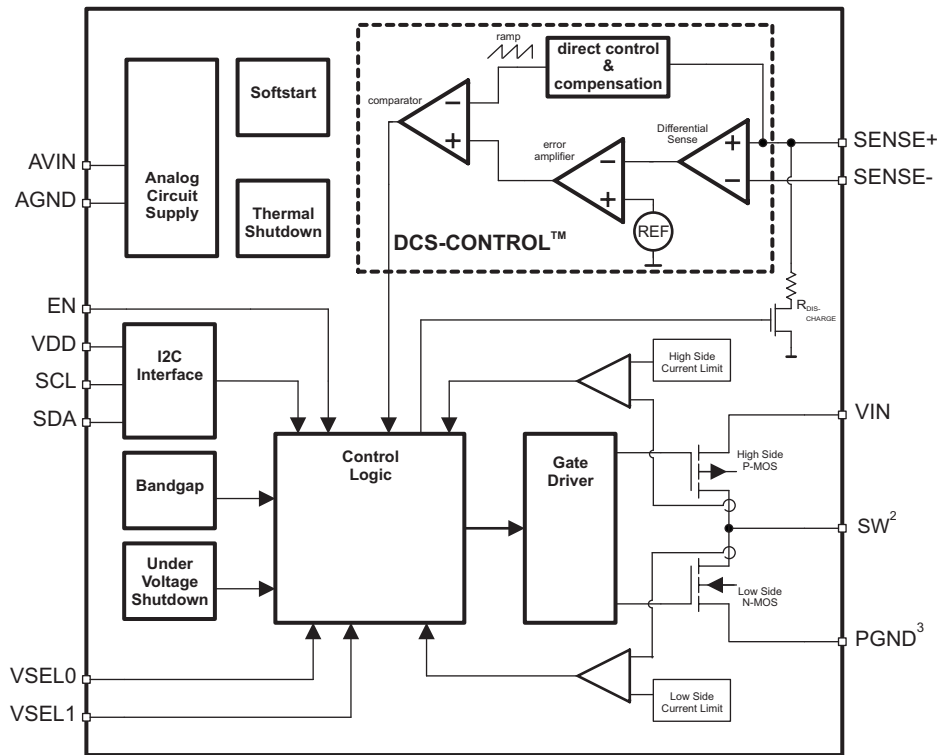 ramp
direct control
&
compensation
Softstart
comparator
−
+
Differential
Sense
error
amplifier
−
+
+
−
SENSE+
SENSE-
AVIN
AGND
Analog
Circuit
Supply
Thermal
Shutdown
DCS-CONTROL™
REF
R DIS-
CHARGE
EN
VDD
SCL
SDA
I2C
Interface
High Side
Current Limit
VIN
Control
Logic
Gate
Driver
High Side
P-MOS
Bandgap
SW²
Under
Voltage
Shutdown
Low Side
N-MOS
PGND³
VSEL0
VSEL1
Low Side
Current Limit